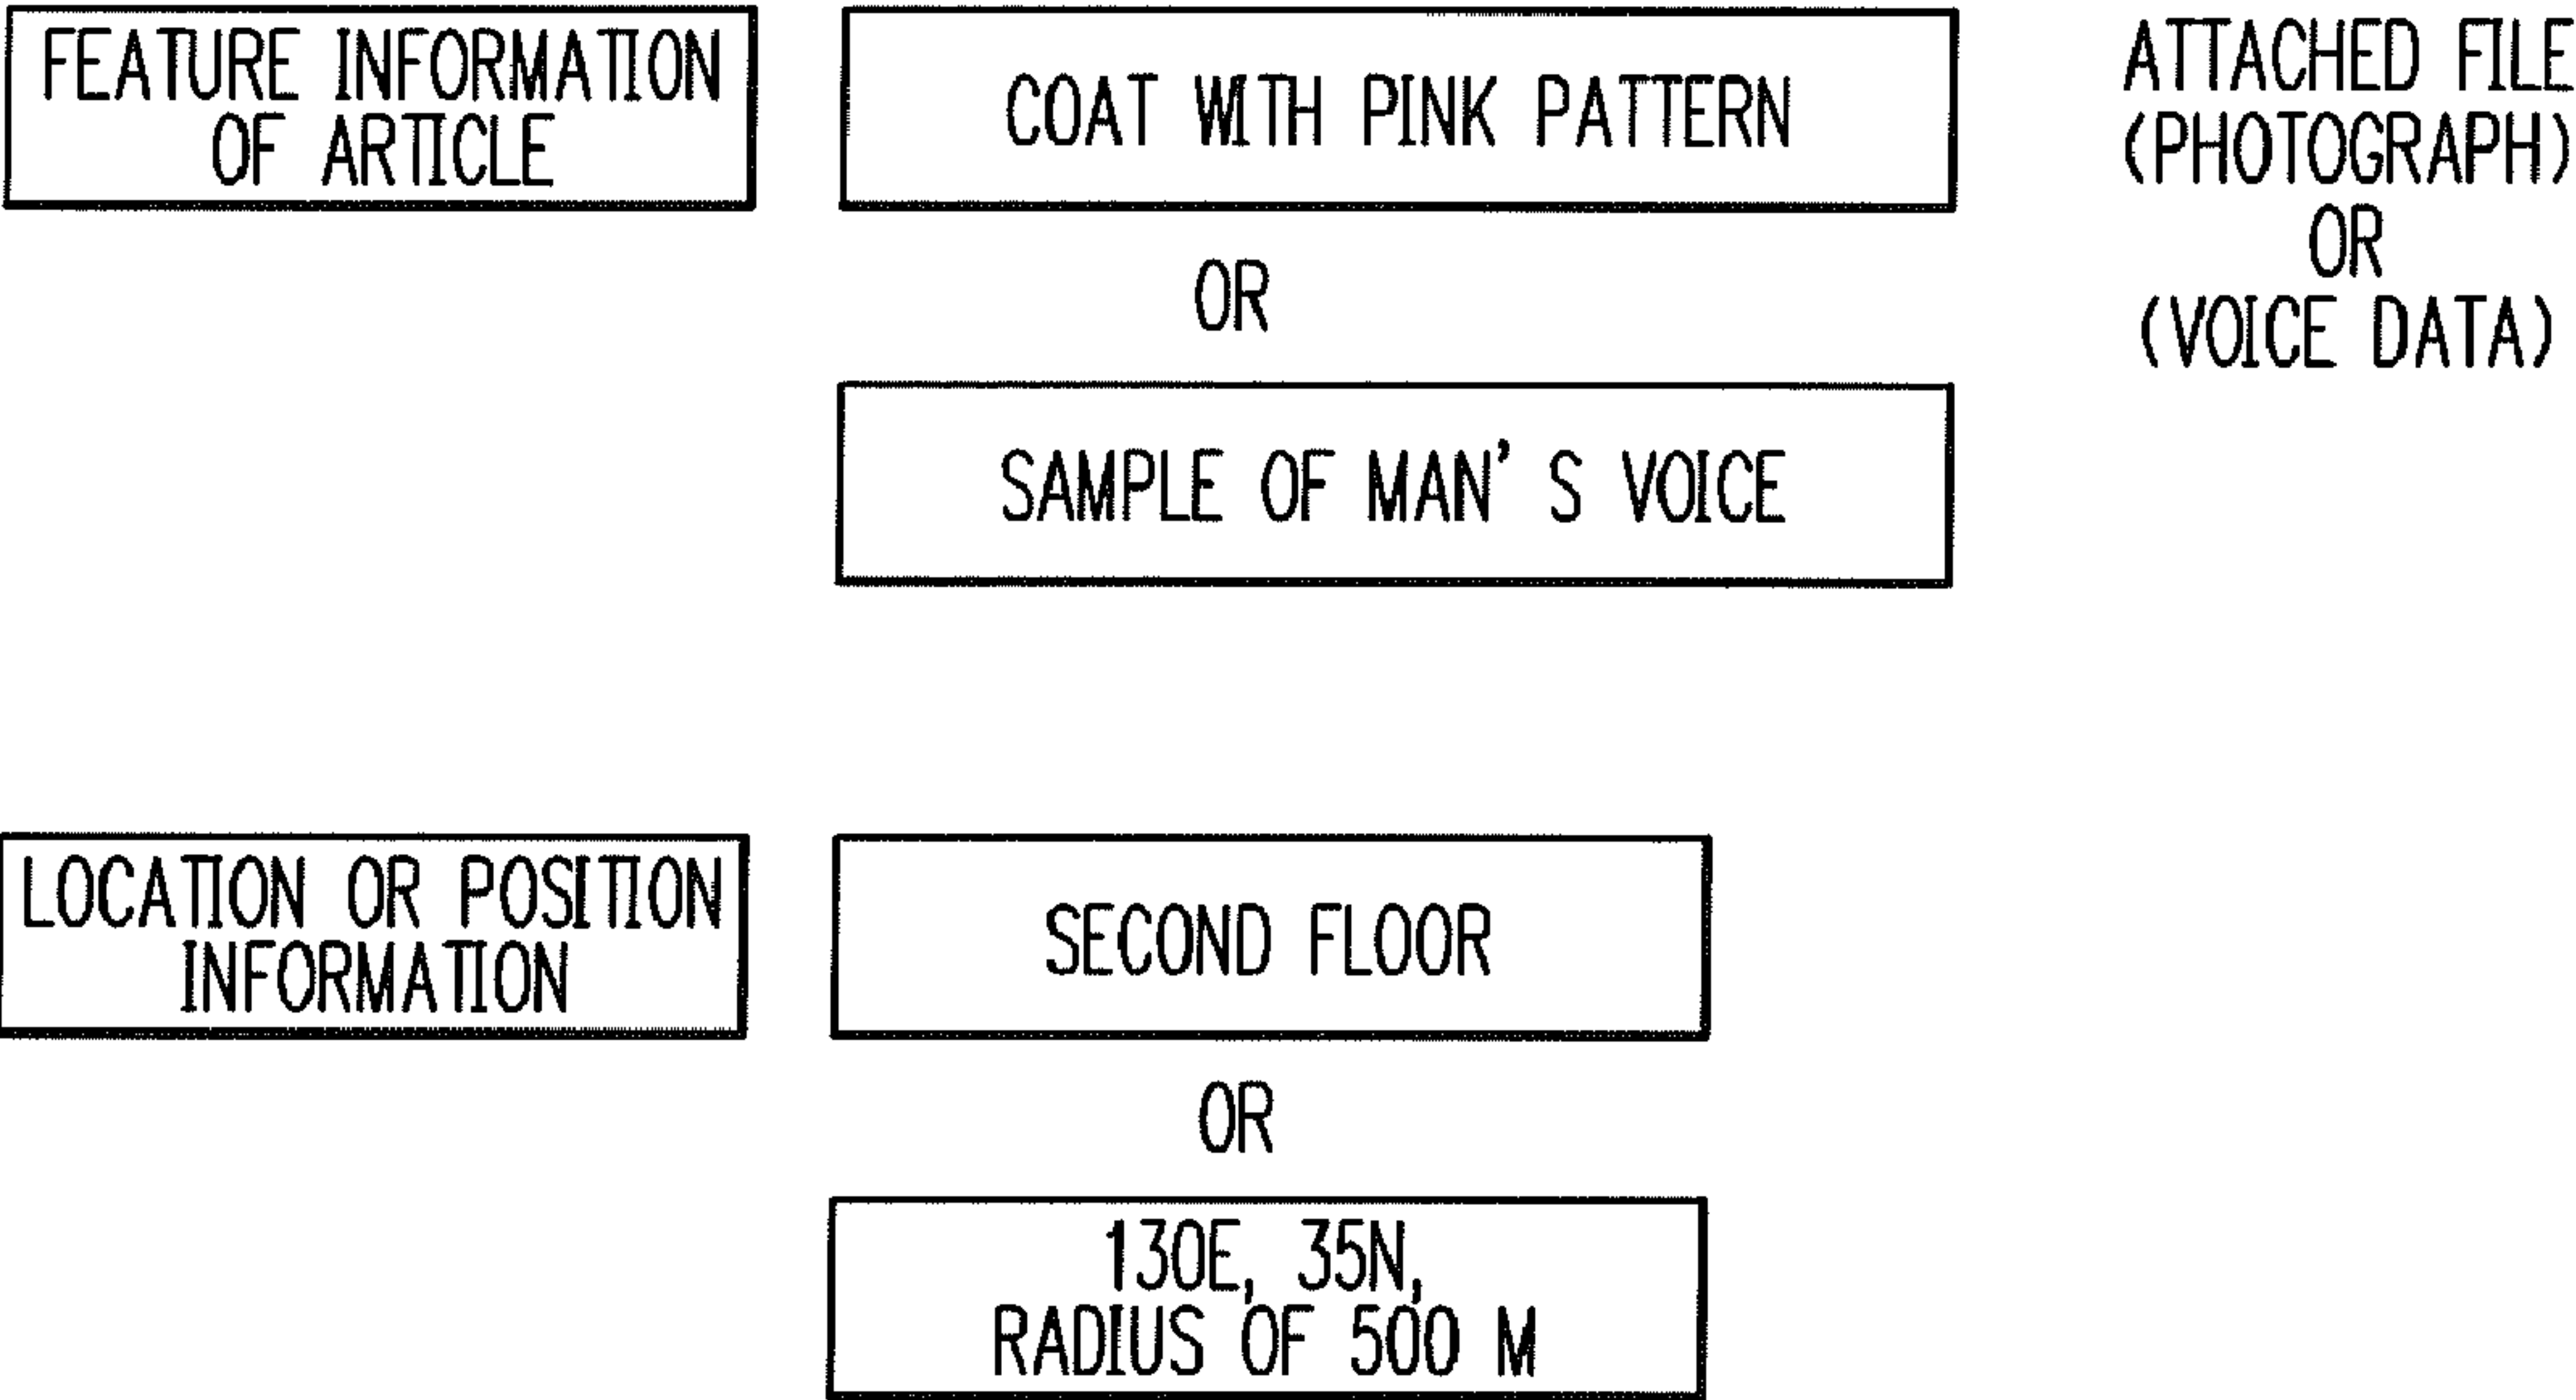 FEATURE INFORMATION
OF ARTICLE
COAT WITH PINK PATTERN
OR
SAMPLE OF MAN' S VOICE
ATTACHED FILE
(PHOTOGRAPH)
OR
(VOICE DATA)
LOCATION OR POSITION
INFORMATION
SECOND FLOOR
OR
130E, 35N,
RADIUS OF 500 M